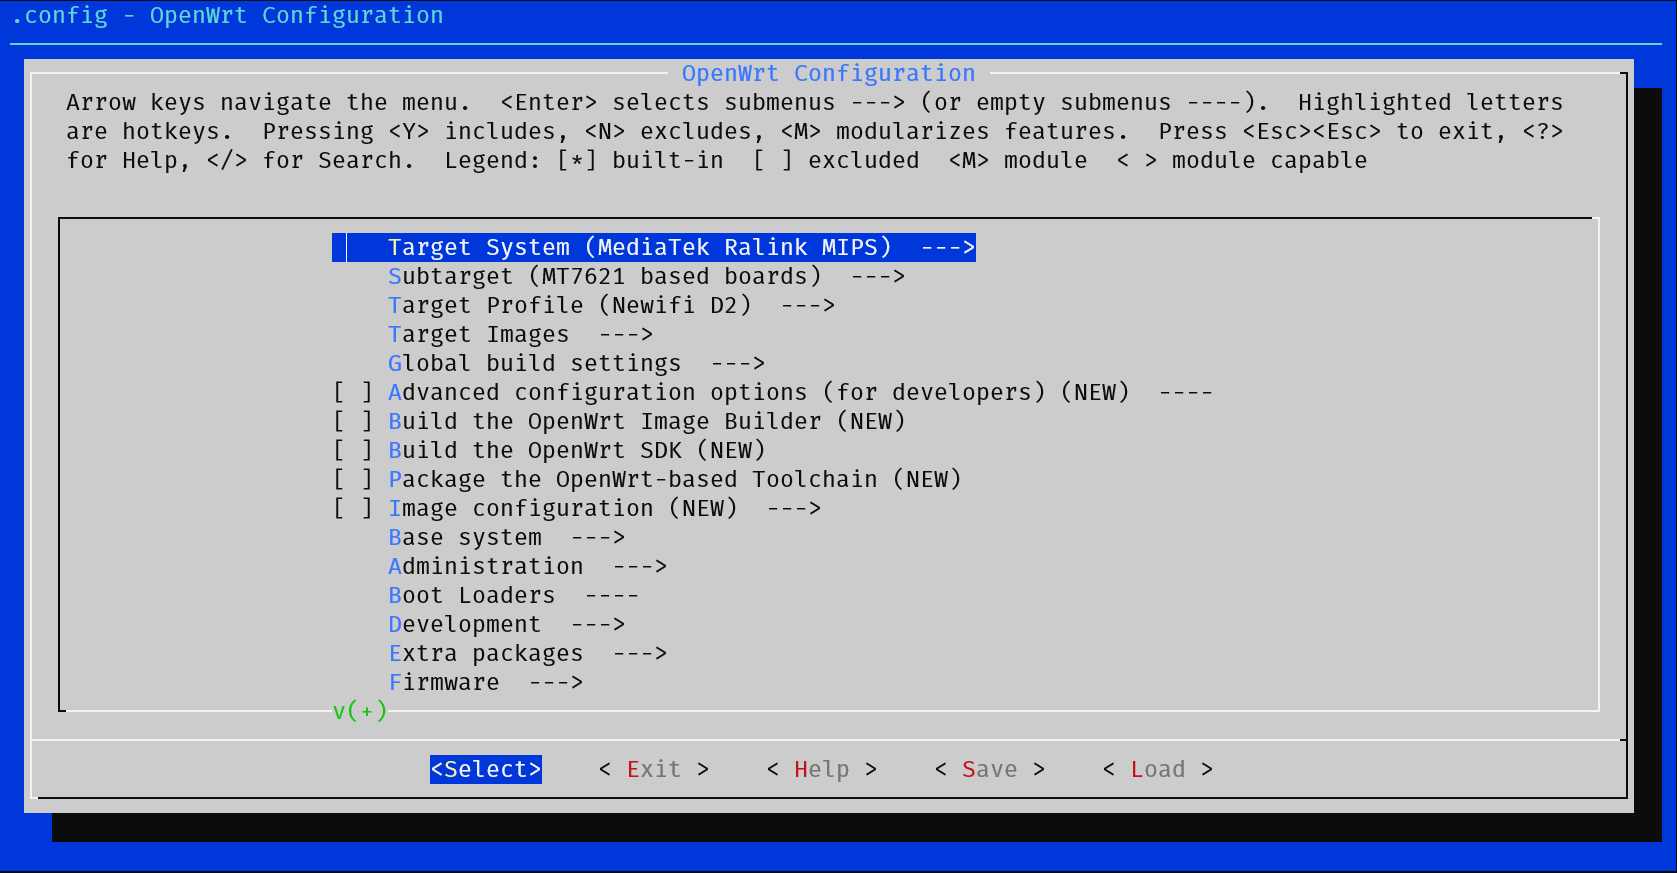 .config - OpenWrt Configuration
OpenWrt Configuration
Arrow keys navigate the menu.  <Enter> selects submenus ---> (or empty submenus ----).  Highlighted letters
are hotkeys.  Pressing <Y> includes, <N> excludes, <M> modularizes features.  Press <Esc><Esc> to exit, <?>
for Help, </> for Search.  Legend: [*] built-in  [ ] excluded  <M> module  < > module capable
Target System (MediaTek Ralink MIPS)  --->
Subtarget (MT7621 based boards)  --->
Target Profile (Newifi D2)  --->
Target Images  --->
Global build settings  --->
[ ] Advanced configuration options (for developers) (NEW)  ----
[ ] Build the OpenWrt Image Builder (NEW)
[ ] Build the OpenWrt SDK (NEW)
[ ] Package the OpenWrt-based Toolchain (NEW)
[ ] Image configuration (NEW)  --->
Base system  --->
Administration  --->
Boot Loaders  ----
Development  --->
Extra packages  --->
Firmware  --->
v(+)
<Select>    < Exit >    < Help >    < Save >    < Load >